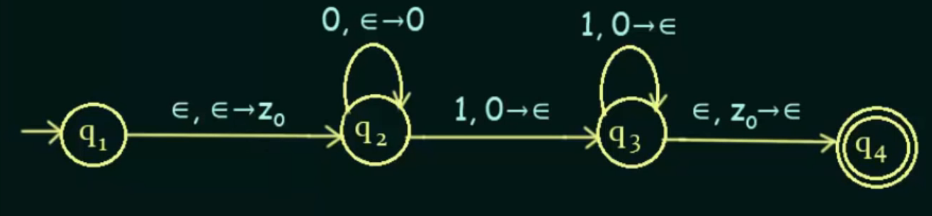 0, ∈→0
1, 0→∈
∈, ∈→z₀
1, 0→∈
∈, z₀→∈
q₁
q₂
q₃
q₄